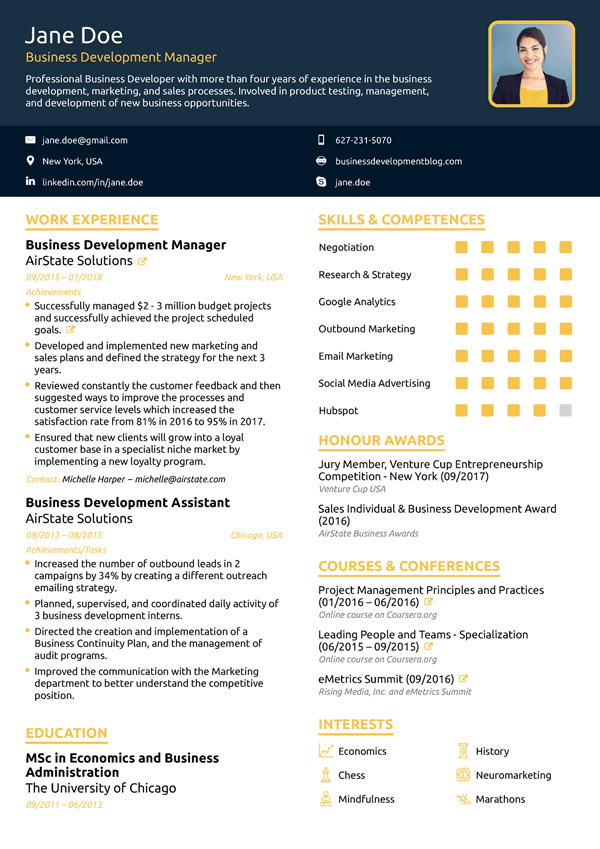 Jane Doe
Business Development Manager
Professional Business Developer with more than four years of experience in the business
development, marketing, and sales processes. Involved in product testing, management,
and development of new business opportunities.
jane.doe@gmail.com
New York, USA
linkedin.com/in/jane.doe
627-231-5070
businessdevelopmentblog.com
jane.doe
WORK EXPERIENCE
Business Development Manager
AirState Solutions
09/2015 – 01/2018
New York, USA
Achievements
Successfully managed $2 - 3 million budget projects
and successfully achieved the project scheduled
goals.
Developed and implemented new marketing and
sales plans and defined the strategy for the next 3
years.
Reviewed constantly the customer feedback and then
suggested ways to improve the processes and
customer service levels which increased the
satisfaction rate from 81% in 2016 to 95% in 2017.
Ensured that new clients will grow into a loyal
customer base in a specialist niche market by
implementing a new loyalty program.
Contact: Michelle Harper – michelle@airstate.com
Business Development Assistant
AirState Solutions
08/2013 – 08/2015
Chicago, USA
Achievements/Tasks
Increased the number of outbound leads in 2
campaigns by 34% by creating a different outreach
emailing strategy.
Planned, supervised, and coordinated daily activity of
3 business development interns.
Directed the creation and implementation of a
Business Continuity Plan, and the management of
audit programs.
Improved the communication with the Marketing
department to better understand the competitive
position.
EDUCATION
MSc in Economics and Business
Administration
The University of Chicago
09/2011 – 06/2013
SKILLS & COMPETENCES
Negotiation
Research & Strategy
Google Analytics
Outbound Marketing
Email Marketing
Social Media Advertising
Hubspot
HONOUR AWARDS
Jury Member, Venture Cup Entrepreneurship
Competition - New York (09/2017)
Venture Cup USA
Sales Individual & Business Development Award
(2016)
AirState Business Awards
COURSES & CONFERENCES
Project Management Principles and Practices
(01/2016 – 06/2016)
Online course on Coursera.org
Leading People and Teams - Specialization
(06/2015 – 09/2015)
Online course on Coursera.org
eMetrics Summit (09/2016)
Rising Media, Inc. and eMetrics Summit
INTERESTS
Economics
History
Chess
Neuromarketing
Mindfulness
Marathons